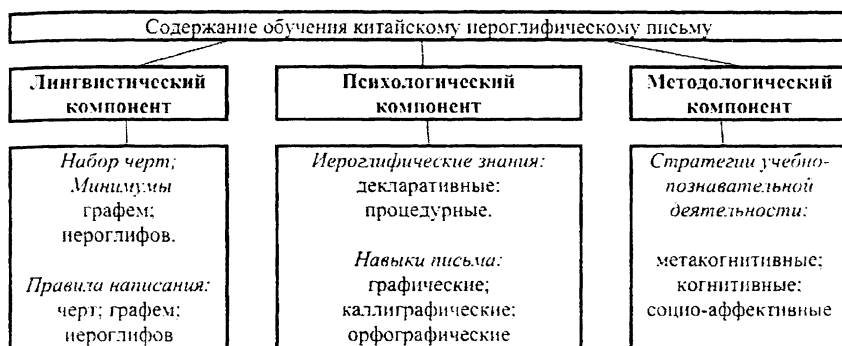 Содержание обучения китайскому иероглифическому письму
Лингвистический
компонент
Психологический
компонент
Методологический
компонент
Набор черт;
Минимумы
графем;
иероглифов.
Правила написания:
черт; графем;
иероглифов
Иероглифические знания:
декларативные;
процедурные.
Навыки письма:
графические;
каллиграфические;
орфографические
Стратегии учебно-
познавательной
деятельности:
метакогнитивные;
когнитивные;
социо-аффективные